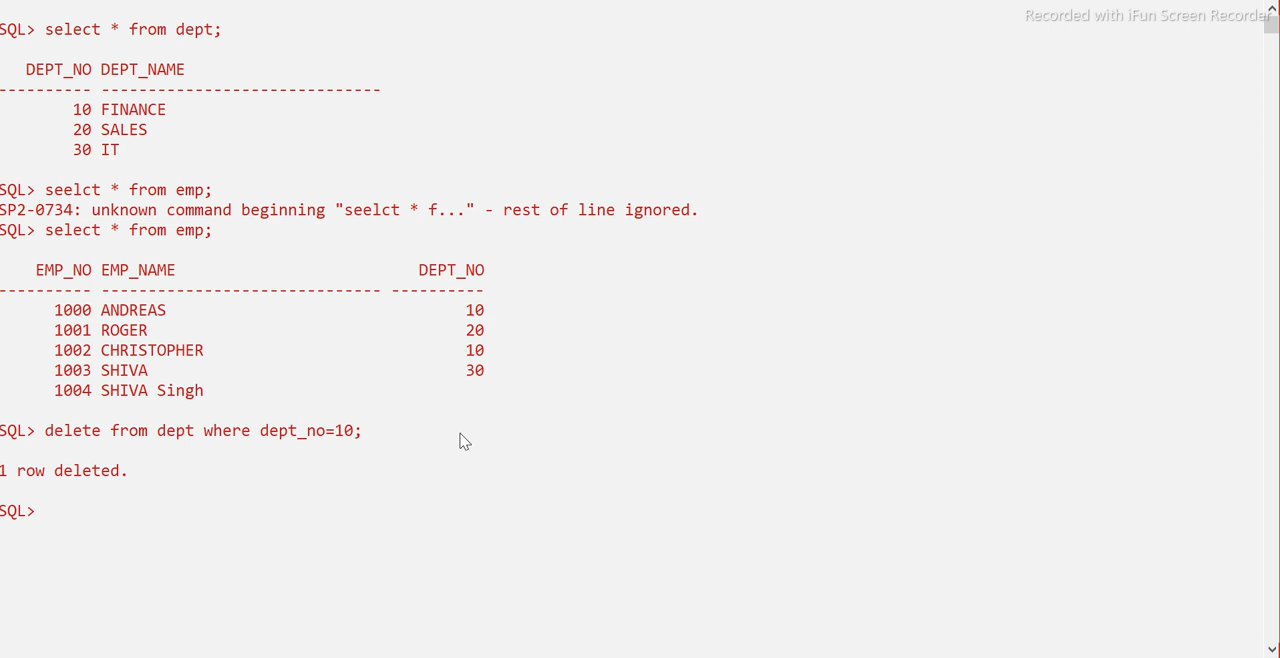 Recorded with iFun Screen Recorder
SQL> select * from dept;
DEPT_NO DEPT_NAME
---------- ------------------------------
10 FINANCE
20 SALES
30 IT
SQL> seelct * from emp;
SP2-0734: unknown command beginning "seelct * f..." - rest of line ignored.
SQL> select * from emp;
EMP_NO EMP_NAME DEPT_NO
---------- ------------------------------ ----------
1000 ANDREAS 10
1001 ROGER 20
1002 CHRISTOPHER 10
1003 SHIVA 30
1004 SHIVA Singh
SQL> delete from dept where dept_no=10;
1 row deleted.
SQL>